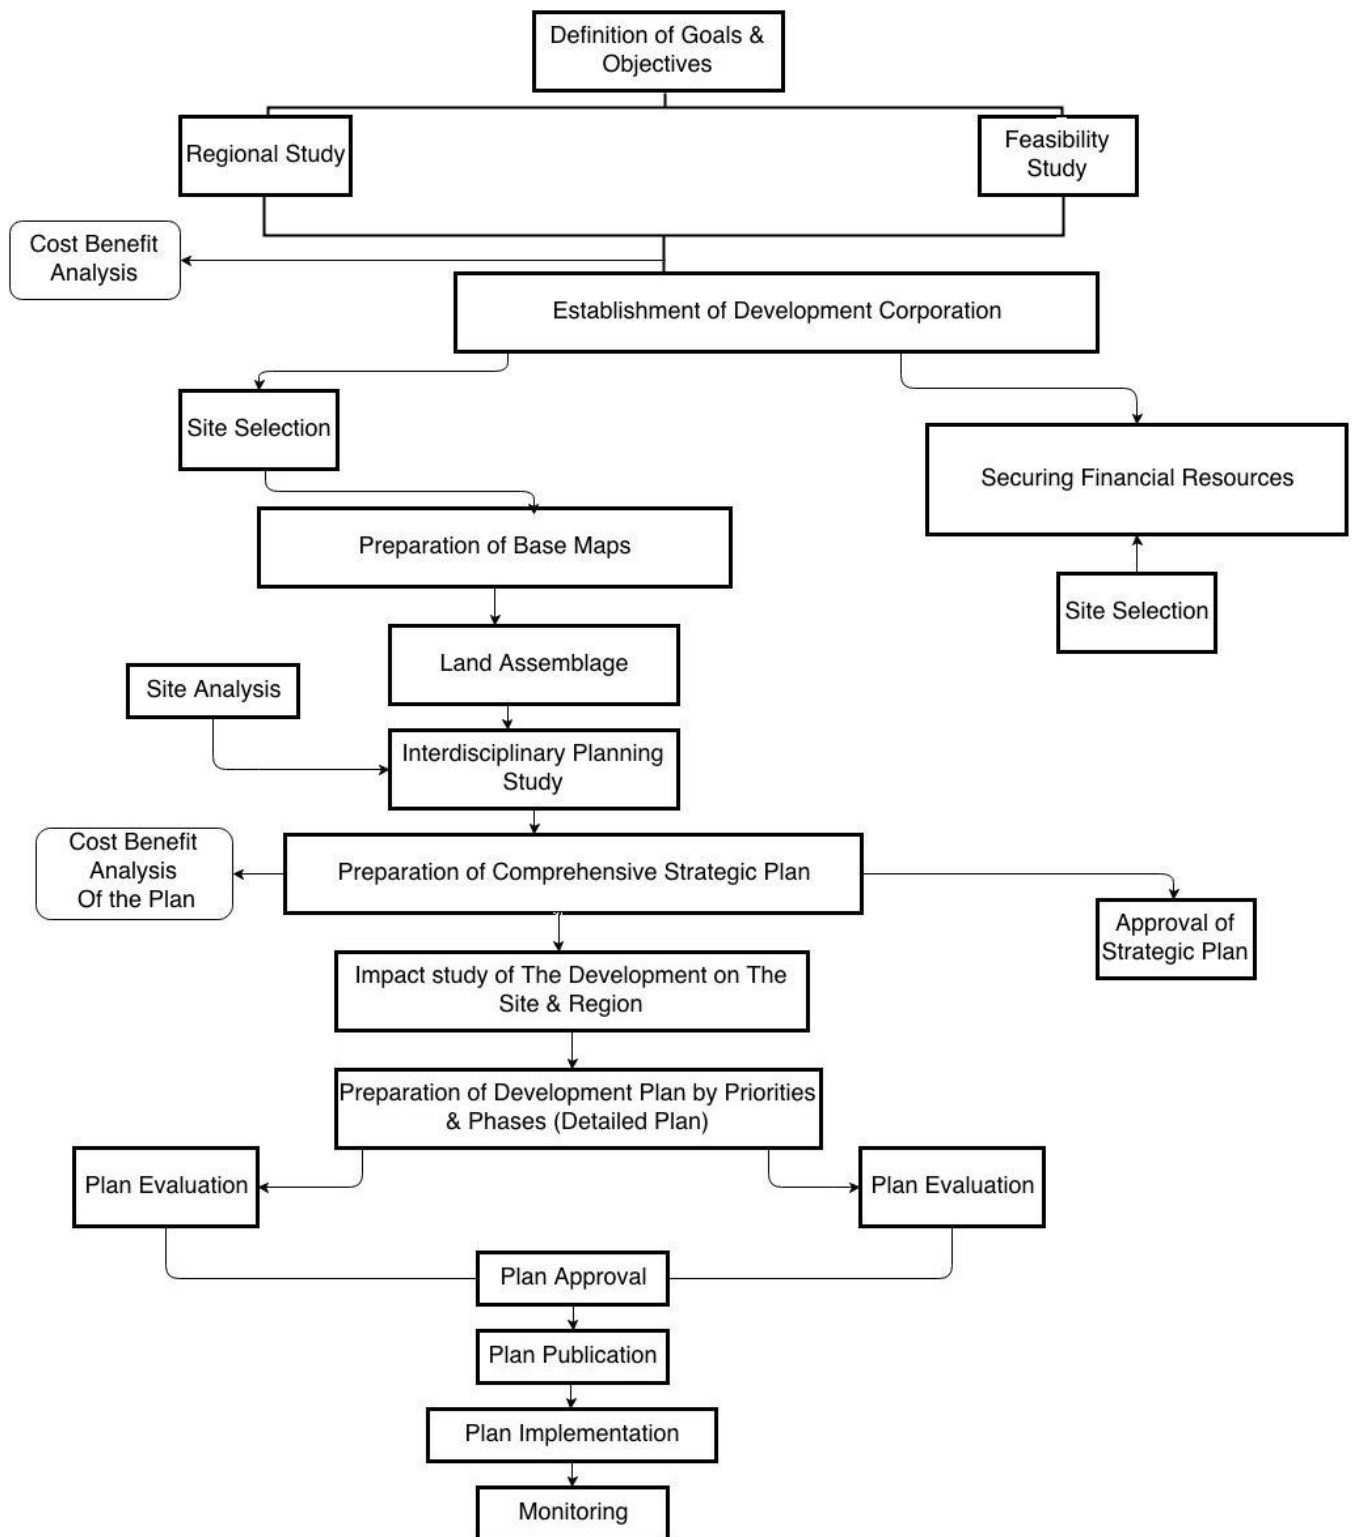 Definition of Goals &
Objectives
Regional Study
Feasibility
Study
Cost Benefit
Analysis
Establishment of Development Corporation
Site Selection
Securing Financial Resources
Preparation of Base Maps
Site Selection
Land Assemblage
Site Analysis
Interdisciplinary Planning
Study
Cost Benefit
Analysis
Of the Plan
Preparation of Comprehensive Strategic Plan
Approval of
Strategic Plan
Impact study of The Development on The
Site & Region
Preparation of Development Plan by Priorities
& Phases (Detailed Plan)
Plan Evaluation
Plan Evaluation
Plan Approval
Plan Publication
Plan Implementation
Monitoring